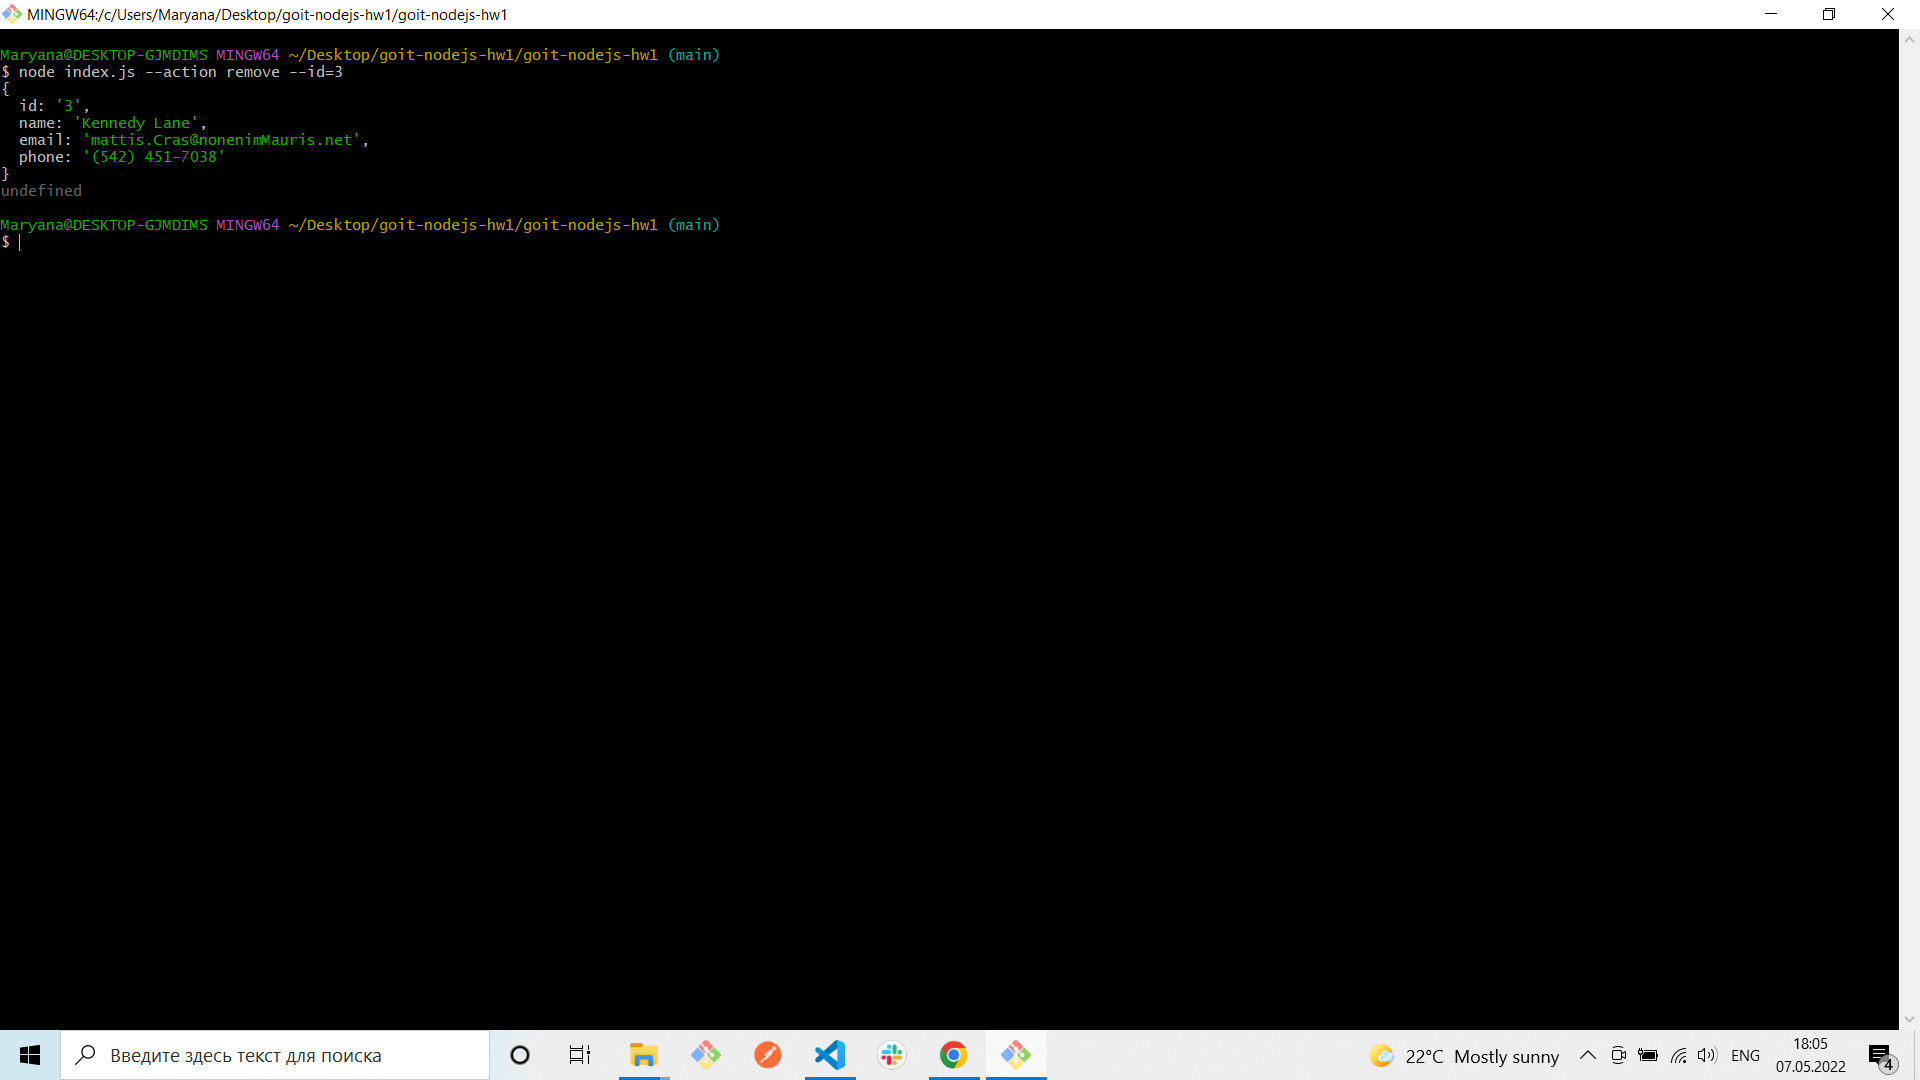 MINGW64:/c/Users/Maryana/Desktop/goit-nodejs-hw1/goit-nodejs-hw1
Maryana@DESKTOP-GJMDIMS MINGW64 ~/Desktop/goit-nodejs-hw1/goit-nodejs-hw1 (main)
$ node index.js --action remove --id=3
{
  id: '3',
  name: 'Kennedy Lane',
  email: 'mattis.Cras@nonenimMauris.net',
  phone: '(542) 451-7038'
}
undefined
Maryana@DESKTOP-GJMDIMS MINGW64 ~/Desktop/goit-nodejs-hw1/goit-nodejs-hw1 (main)
$
Введите здесь текст для поиска
22°C Mostly sunny
ENG
18:05
07.05.2022
4